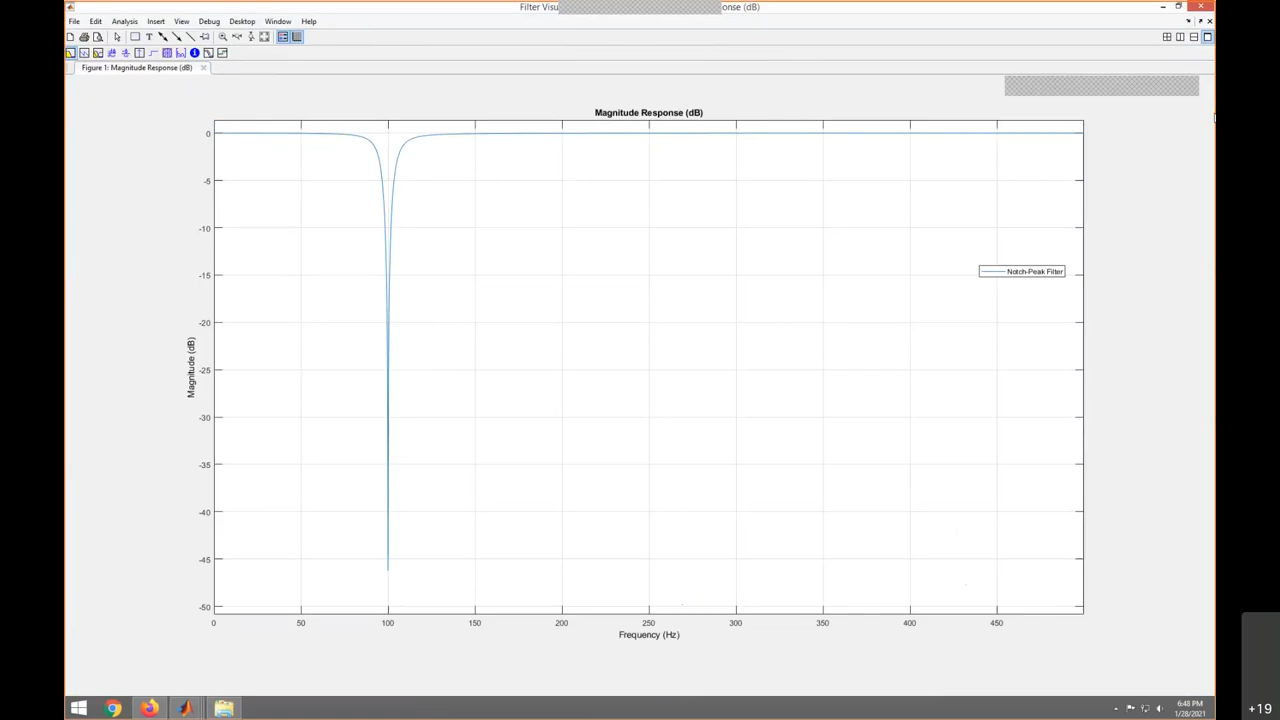 Filter Visu onse (dB)
File Edit Analysis Insert View Debug Desktop Window Help
Figure 1: Magnitude Response (dB)
Magnitude Response (dB)
0
-5
-10
-15
-20
-25
-30
-35
-40
-45
-50
Magnitude (dB)
Notch-Peak Filter
0 50 100 150 200 250 300 350 400 450
Frequency (Hz)
6:48 PM
1/28/2021
+19